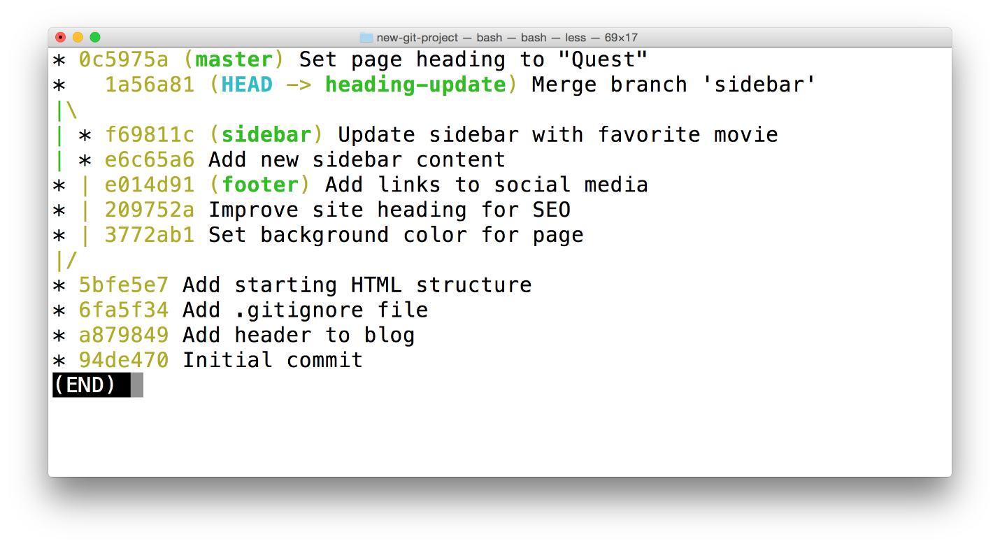 new-git-project — bash — bash — less — 69×17
* 0c5975a (master) Set page heading to "Quest"
*   1a56a81 (HEAD -> heading-update) Merge branch 'sidebar'
|\
| * f69811c (sidebar) Update sidebar with favorite movie
| * e6c65a6 Add new sidebar content
* | e014d91 (footer) Add links to social media
* | 209752a Improve site heading for SEO
* | 3772ab1 Set background color for page
|/
* 5bfe5e7 Add starting HTML structure
* 6fa5f34 Add .gitignore file
* a879849 Add header to blog
* 94de470 Initial commit
(END)